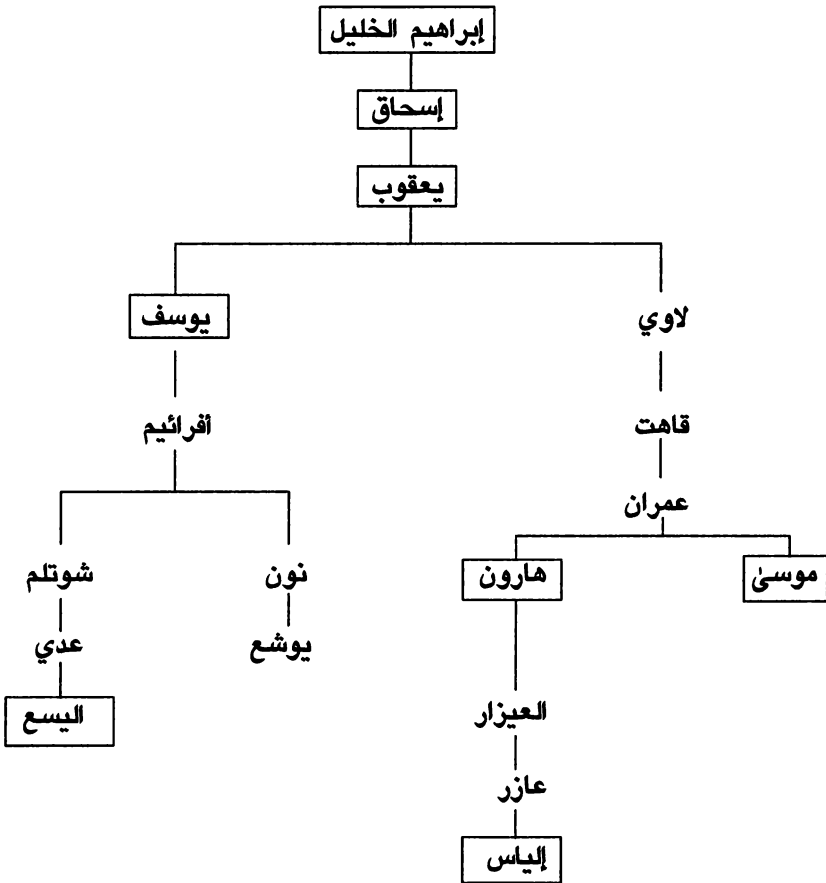 إبراهيم الخليل
إسحاق
يعقوب
لاوي يوسف
قاهت أفرائيم
عمران
موسىٰ هارون نون شوتلم
يوشع عدي
العيزار اليسع
عازر
إلياس